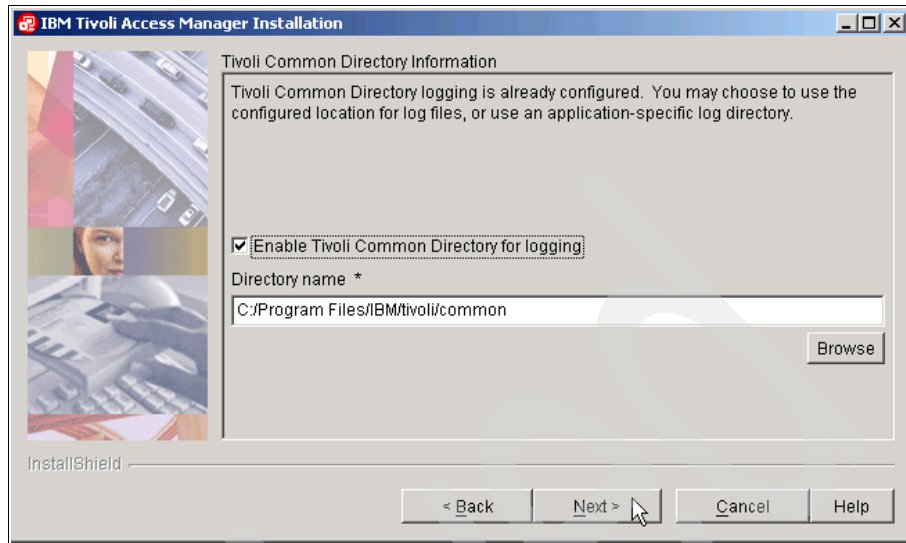 IBM Tivoli Access Manager Installation
Tivoli Common Directory Information
Tivoli Common Directory logging is already configured. You may choose to use the
configured location for log files, or use an application-specific log directory.
Enable Tivoli Common Directory for logging
Directory name *
C:/Program Files/IBM/tivoli/common
Browse
InstallShield
< Back Next > Cancel Help